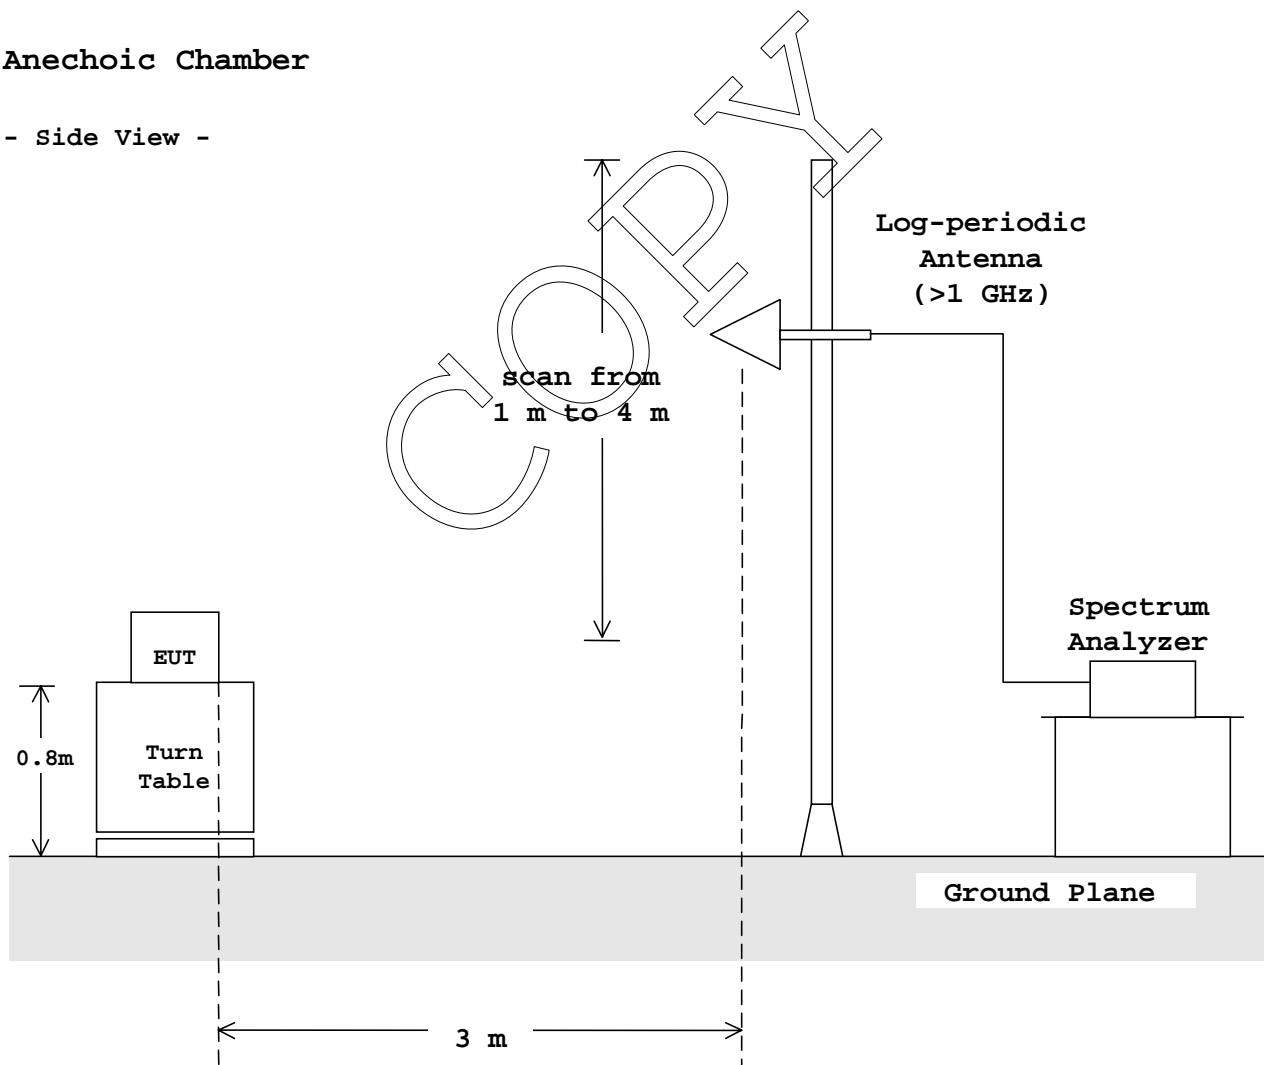 Anechoic Chamber
- Side View -
COPY
Log-periodic
Antenna
(>1 GHz)
scan from
1 m to 4 m
Spectrum
Analyzer
EUT
0.8m
Turn
Table
Ground Plane
3 m